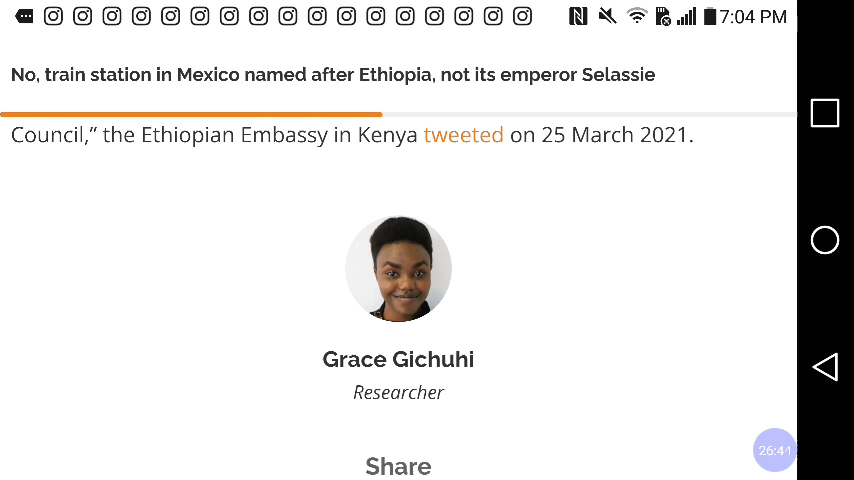 7:04 PM
No, train station in Mexico named after Ethiopia, not its emperor Selassie
Council,” the Ethiopian Embassy in Kenya tweeted on 25 March 2021.
Grace Gichuhi
Researcher
Share
26:44